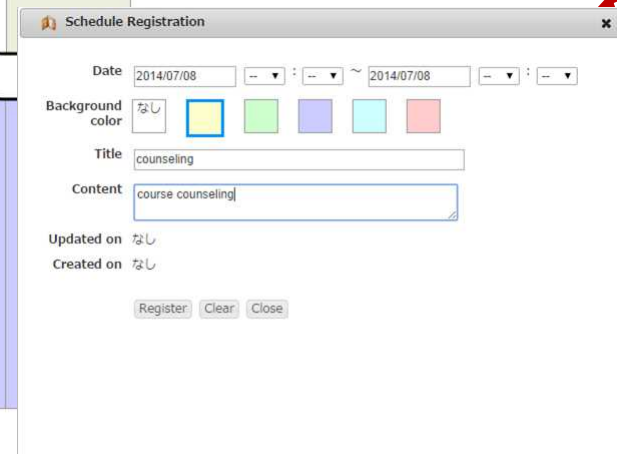 Schedule Registration
Date 2014/07/08 -- : -- ~ 2014/07/08 -- : --
Background color なし
Title counseling
Content course counseling
Updated on なし
Created on なし
Register Clear Close